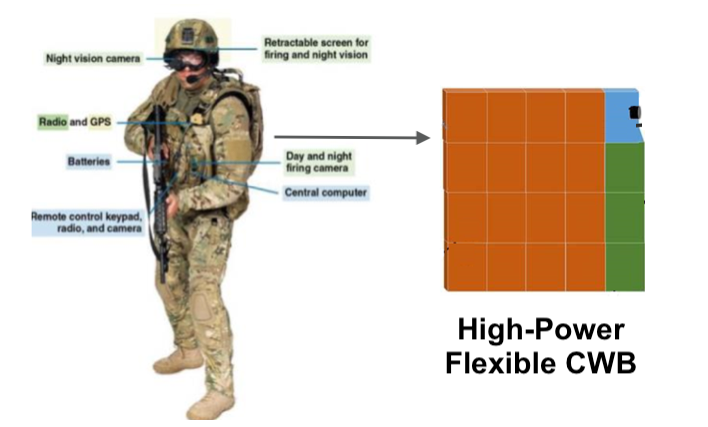 Night vision camera
Retractable screen for
firing and night vision
Radio and GPS
Batteries
Day and night
firing camera
Central computer
Remote control keypad,
radio, and camera
High-Power
Flexible CWB